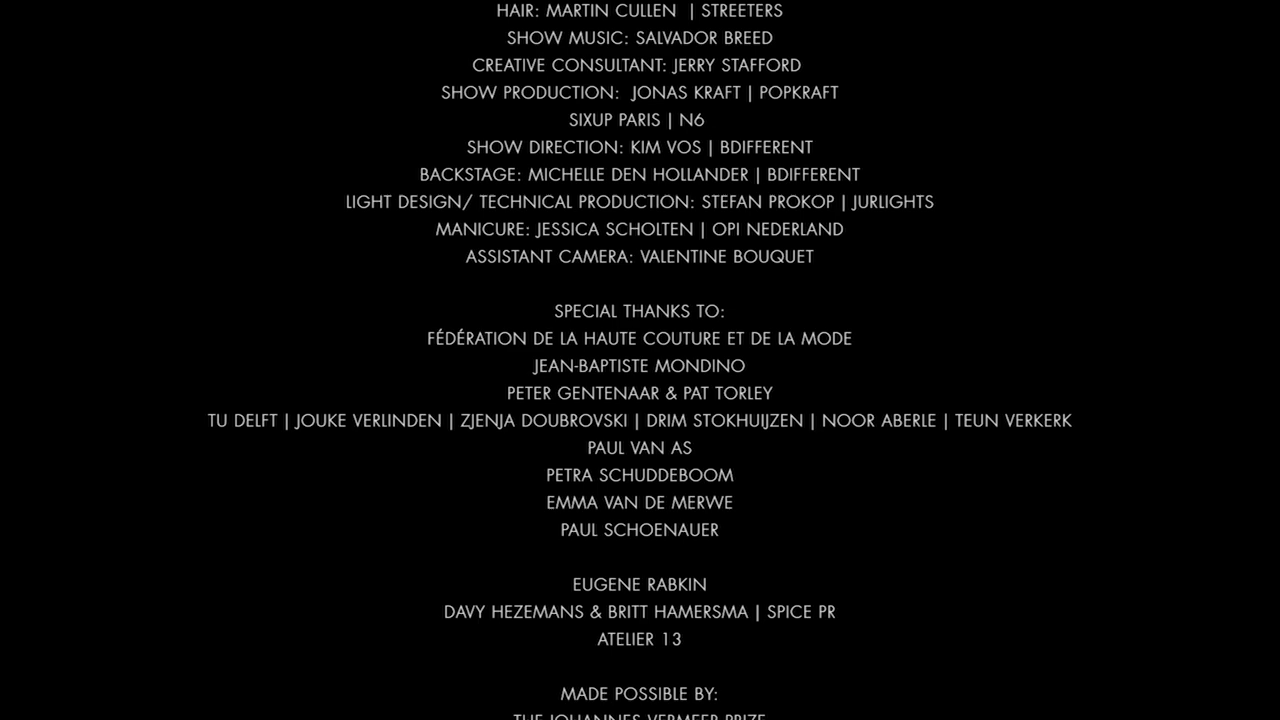 HAIR: MARTIN CULLEN | STREETERS
SHOW MUSIC: SALVADOR BREED
CREATIVE CONSULTANT: JERRY STAFFORD
SHOW PRODUCTION: JONAS KRAFT | POPKRAFT
SIXUP PARIS | N6
SHOW DIRECTION: KIM VOS | BDIFFERENT
BACKSTAGE: MICHELLE DEN HOLLANDER | BDIFFERENT
LIGHT DESIGN/ TECHNICAL PRODUCTION: STEFAN PROKOP | JURLIGHTS
MANICURE: JESSICA SCHOLTEN | OPI NEDERLAND
ASSISTANT CAMERA: VALENTINE BOUQUET
SPECIAL THANKS TO:
FÉDÉRATION DE LA HAUTE COUTURE ET DE LA MODE
JEAN-BAPTISTE MONDINO
PETER GENTENAAR & PAT TORLEY
TU DELFT | JOUKE VERLINDEN | ZJENJA DOUBROVSKI | DRIM STOKHUIJZEN | NOOR ABERLE | TEUN VERKERK
PAUL VAN AS
PETRA SCHUDDEBOOM
EMMA VAN DE MERWE
PAUL SCHOENAUER
EUGENE RABKIN
DAVY HEZEMANS & BRITT HAMERSMA | SPICE PR
ATELIER 13
MADE POSSIBLE BY:
THE JOHANNES VERMEER PRIZE